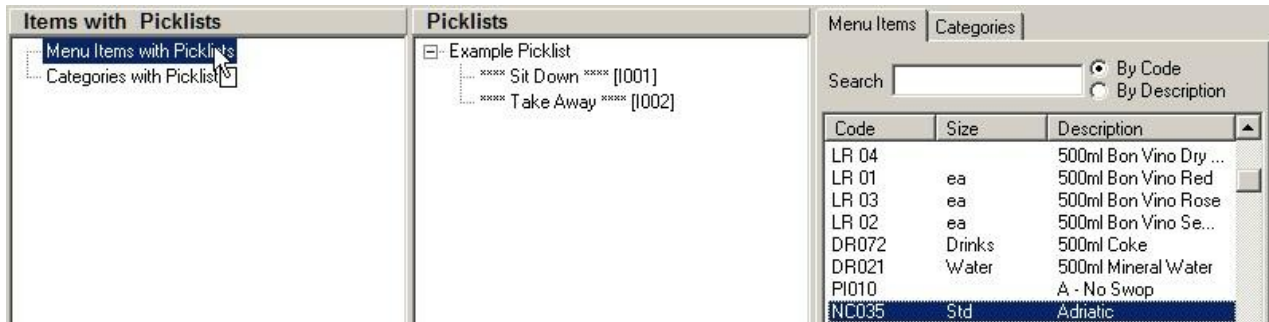 Items with Picklists
Menu Items with Picklists
Categories with Picklist
Picklists
Example Picklist
**** Sit Down **** [I001]
**** Take Away **** [I002]
Menu Items Categories
Search By Code
By Description
Code Size Description
LR 04 500ml Bon Vino Dry ...
LR 01 ea 500ml Bon Vino Red
LR 03 ea 500ml Bon Vino Rose
LR 02 ea 500ml Bon Vino Se...
DR072 Drinks 500ml Coke
DR021 Water 500ml Mineral Water
PI010 A - No Swop
NC035 Std Adriatic